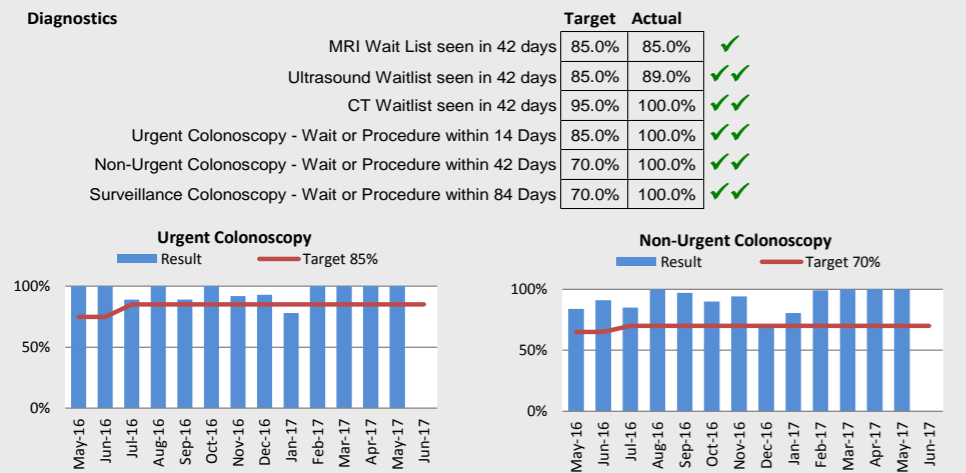 Diagnostics Target Actual
MRI Wait List seen in 42 days 85.0% 85.0% ✓
Ultrasound Waitlist seen in 42 days 85.0% 89.0% ✓✓
CT Waitlist seen in 42 days 95.0% 100.0% ✓✓
Urgent Colonoscopy - Wait or Procedure within 14 Days 85.0% 100.0% ✓✓
Non-Urgent Colonoscopy - Wait or Procedure within 42 Days 70.0% 100.0% ✓✓
Surveillance Colonoscopy - Wait or Procedure within 84 Days 70.0% 100.0% ✓✓
Urgent Colonoscopy
Result Target 85%
100%
50%
0%
May-16 Jun-16 Jul-16 Aug-16 Sep-16 Oct-16 Nov-16 Dec-16 Jan-17 Feb-17 Mar-17 Apr-17 May-17 Jun-17
Non-Urgent Colonoscopy
Result Target 70%
100%
50%
0%
May-16 Jun-16 Jul-16 Aug-16 Sep-16 Oct-16 Nov-16 Dec-16 Jan-17 Feb-17 Mar-17 Apr-17 May-17 Jun-17